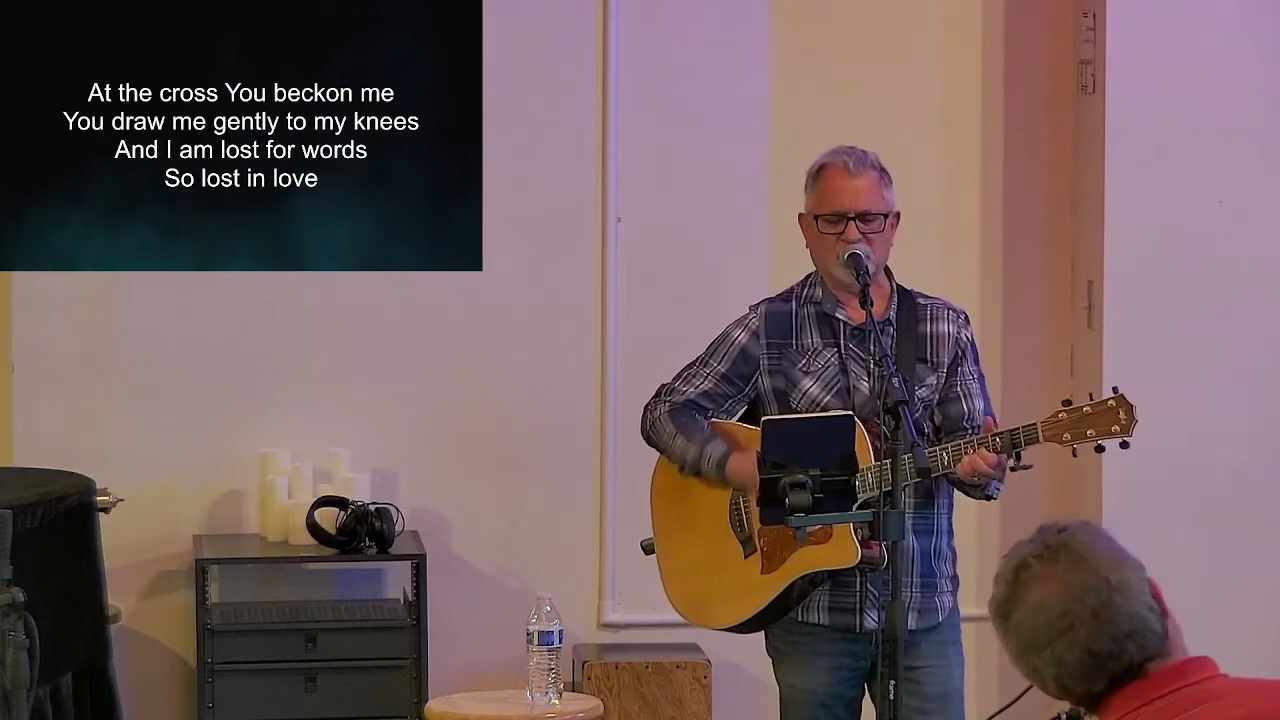 At the cross You beckon me
You draw me gently to my knees
And I am lost for words
So lost in love